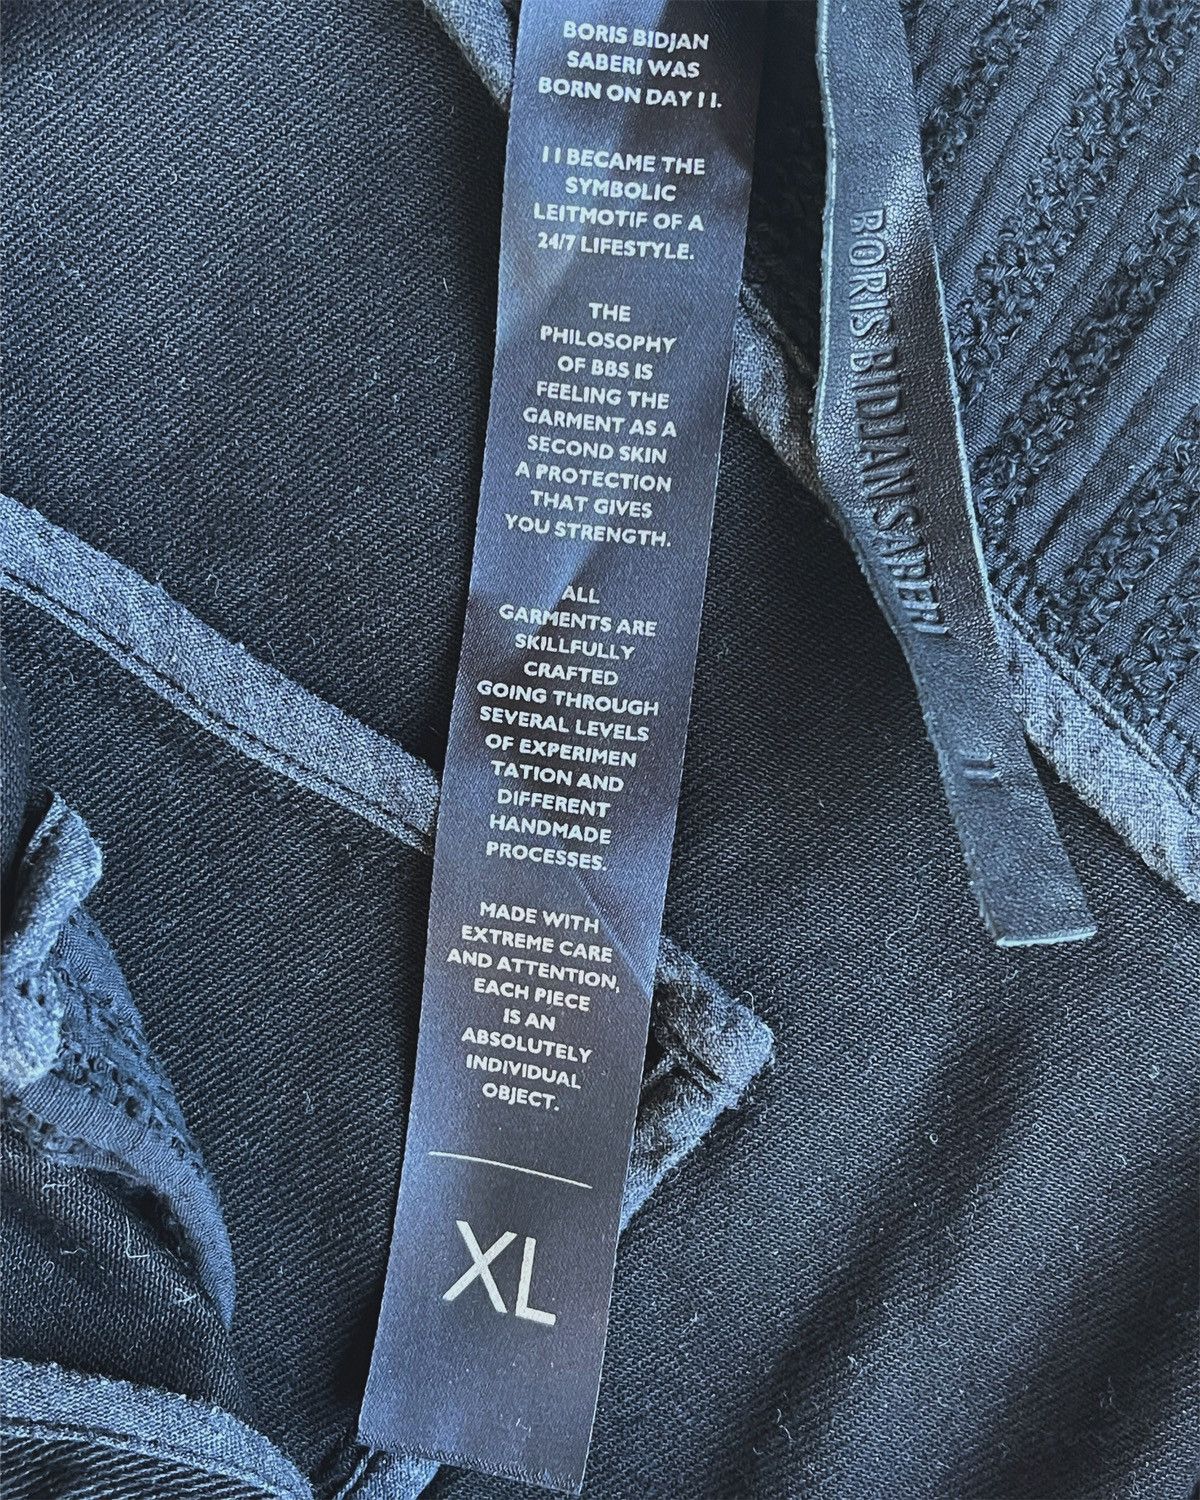 BORIS BIDJAN
SABERI WAS
BORN ON DAY 11.
11 BECAME THE
SYMBOLIC
LEITMOTIF OF A
24/7 LIFESTYLE.
THE
PHILOSOPHY
OF BBS IS
FEELING THE
GARMENT AS A
SECOND SKIN
A PROTECTION
THAT GIVES
YOU STRENGTH.
ALL
GARMENTS ARE
SKILLFULLY
CRAFTED
GOING THROUGH
SEVERAL LEVELS
OF EXPERIMEN
TATION AND
DIFFERENT
HANDMADE
PROCESSES.
MADE WITH
EXTREME CARE
AND ATTENTION,
EACH PIECE
IS AN
ABSOLUTELY
INDIVIDUAL
OBJECT.
XL
BORIS BIDJAN SABERI
11